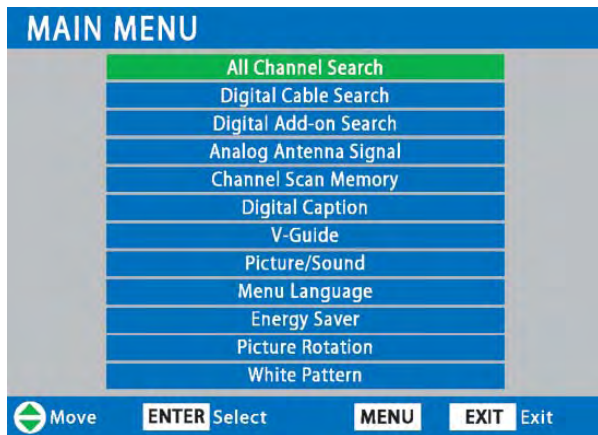 MAIN MENU
All Channel Search
Digital Cable Search
Digital Add-on Search
Analog Antenna Signal
Channel Scan Memory
Digital Caption
V-Guide
Picture/Sound
Menu Language
Energy Saver
Picture Rotation
White Pattern
Move ENTER Select MENU EXIT Exit